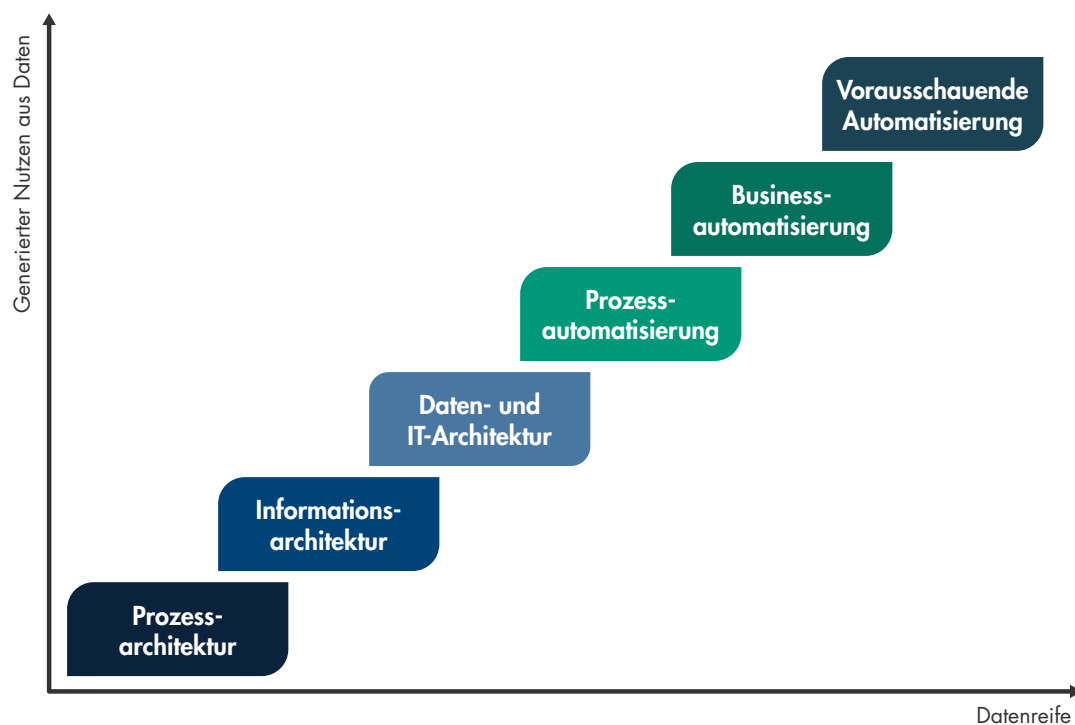 Generierter Nutzen aus Daten
Vorausschauende
Automatisierung
Business-
automatisierung
Prozess-
automatisierung
Daten- und
IT-Architektur
Informations-
architektur
Prozess-
architektur
Datenreife